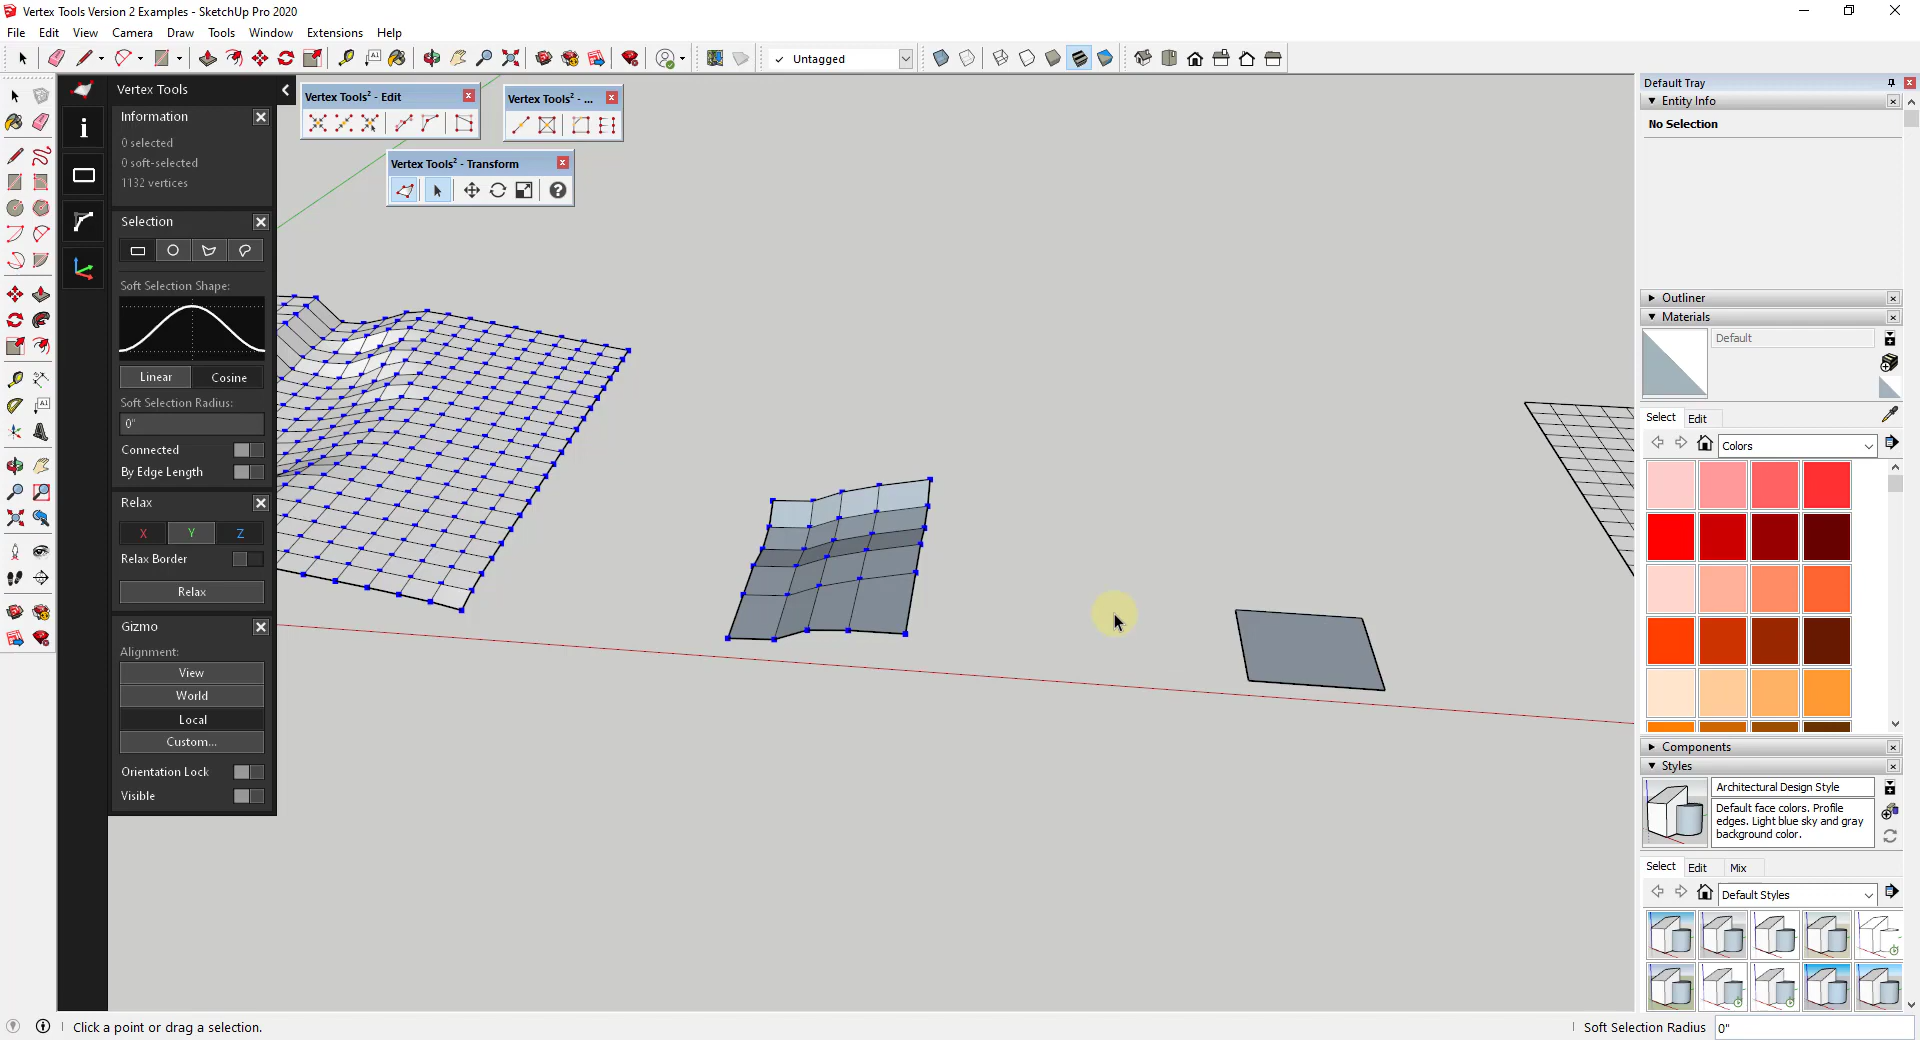 Vertex Tools Version 2 Examples - SketchUp Pro 2020
File Edit View Camera Draw Tools Window Extensions Help
Untagged
Vertex Tools
Information
0 selected
0 soft-selected
1132 vertices
Selection
Soft Selection Shape:
Linear Cosine
Soft Selection Radius:
0"
Connected
By Edge Length
Relax
X Y Z
Relax Border
Relax
Gizmo
Alignment:
View
World
Local
Custom...
Orientation Lock
Visible
Vertex Tools² - Edit
Vertex Tools² - ...
Vertex Tools² - Transform
Default Tray
Entity Info
No Selection
Outliner
Materials
Default
Select Edit
Colors
Components
Styles
Architectural Design Style
Default face colors. Profile
edges. Light blue sky and gray
background color.
Select Edit Mix
Default Styles
Click a point or drag a selection.
Soft Selection Radius 0"